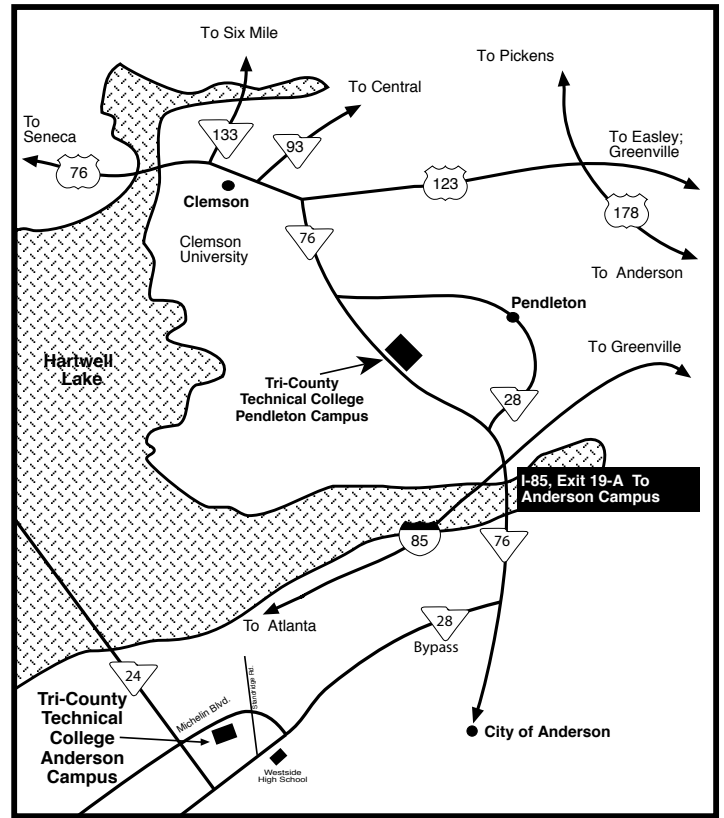 To Six Mile
To Pickens
To Central
To
Seneca
133
93
To Easley;
Greenville
76
123
Clemson
178
Clemson
University
76
To Anderson
Pendleton
Hartwell
Lake
To Greenville
Tri-County
Technical College
Pendleton Campus
28
I-85, Exit 19-A To
Anderson Campus
85
76
To Atlanta
28
Bypass
24
Standridge Rd.
Michelin Blvd.
Tri-County
Technical
College
Anderson
Campus
City of Anderson
Westside
High School